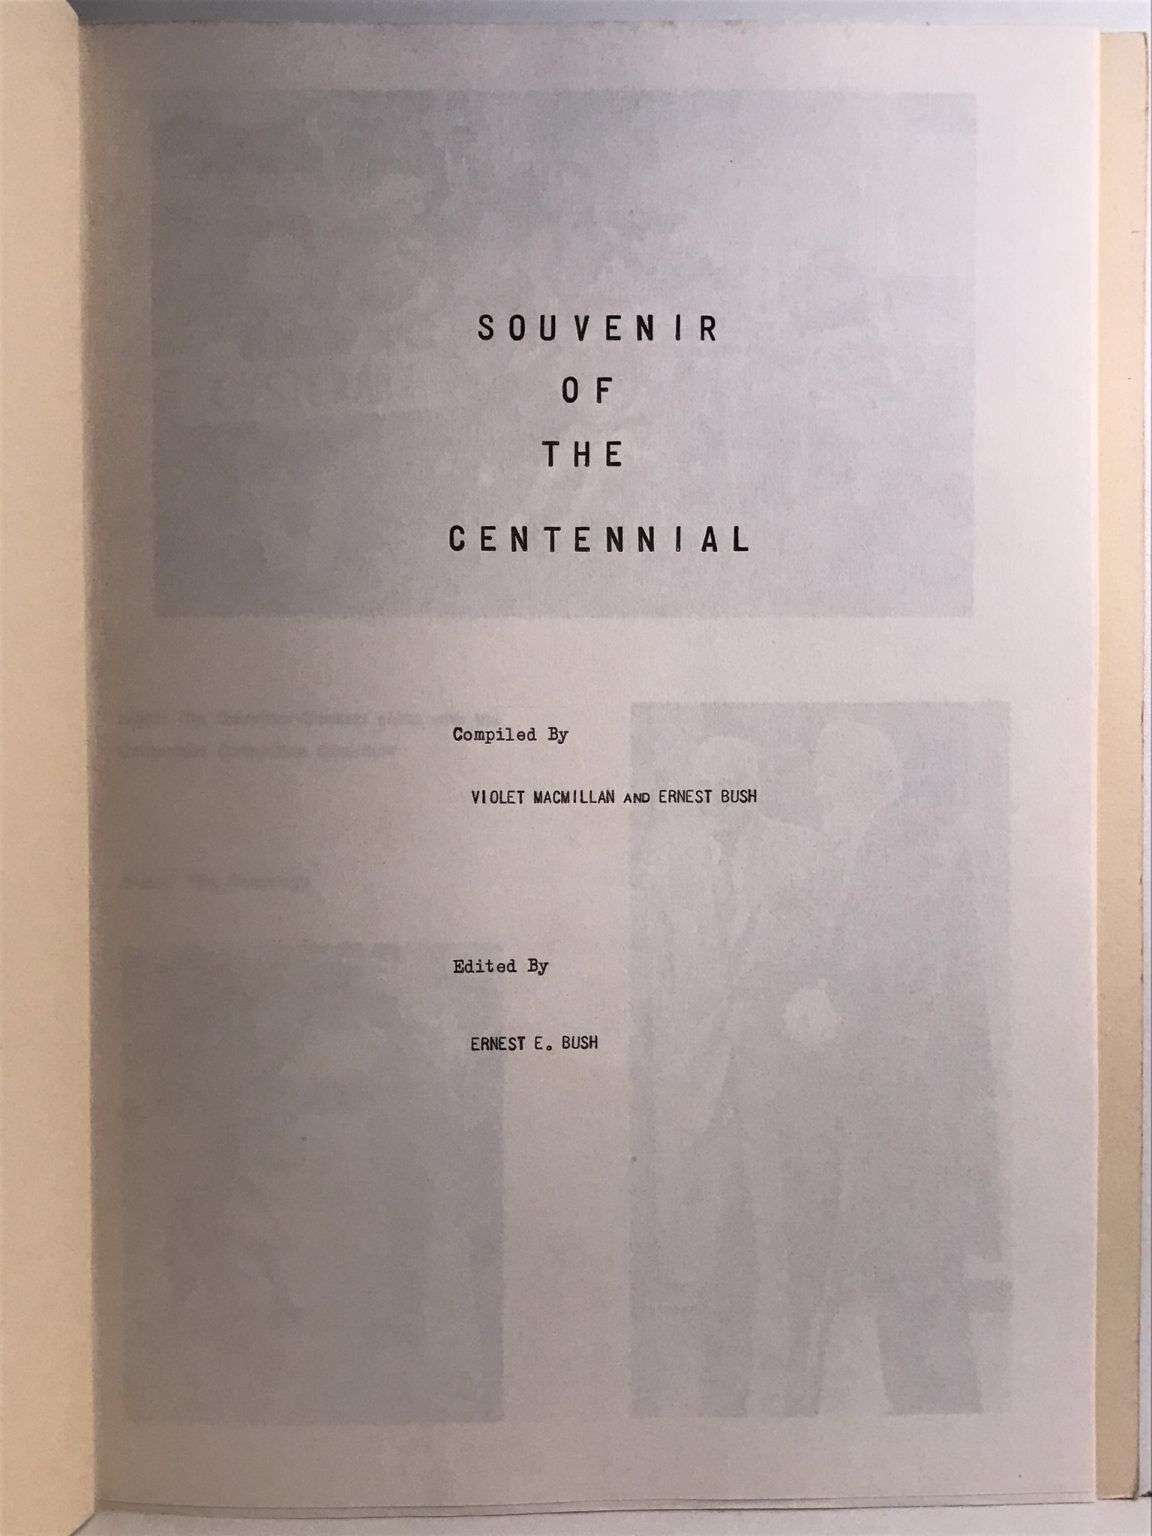 SOUVENIR
OF
THE
CENTENNIAL
Compiled By
VIOLET MACMILLAN AND ERNEST BUSH
Edited By
ERNEST E. BUSH